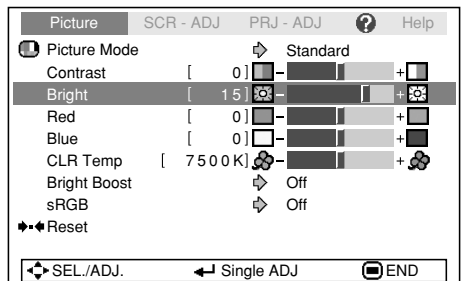 Picture SCR - ADJ PRJ - ADJ ? Help
Picture Mode Standard
Contrast [ 0] - +
Bright [ 15] - +
Red [ 0] - +
Blue [ 0] - +
CLR Temp [ 7500K] - +
Bright Boost Off
sRGB Off
Reset
SEL./ADJ. Single ADJ END